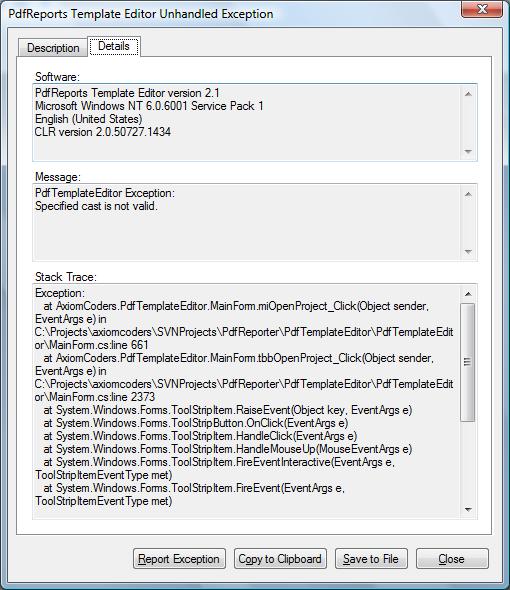 PdfReports Template Editor Unhandled Exception
Description
Details
Software:
PdfReports Template Editor version 2.1
Microsoft Windows NT 6.0.6001 Service Pack 1
English (United States)
CLR version 2.0.50727.1434
Message:
PdfTemplateEditor Exception:
Specified cast is not valid.
Stack Trace:
Exception:
at AxiomCoders.PdfTemplateEditor.MainForm.miOpenProject_Click(Object sender,
EventArgs e) in
C:\Projects\axiomcoders\SVNProjects\PdfReporter\PdfTemplateEditor\PdfTemplateEdit
or\MainForm.cs:line 661
at AxiomCoders.PdfTemplateEditor.MainForm.tbbOpenProject_Click(Object sender,
EventArgs e) in
C:\Projects\axiomcoders\SVNProjects\PdfReporter\PdfTemplateEditor\PdfTemplateEdit
or\MainForm.cs:line 2373
at System.Windows.Forms.ToolStripItem.RaiseEvent(Object key, EventArgs e)
at System.Windows.Forms.ToolStripButton.OnClick(EventArgs e)
at System.Windows.Forms.ToolStripItem.HandleClick(EventArgs e)
at System.Windows.Forms.ToolStripItem.HandleMouseUp(MouseEventArgs e)
at System.Windows.Forms.ToolStripItem.FireEventInteractive(EventArgs e,
ToolStripItemEventType met)
at System.Windows.Forms.ToolStripItem.FireEvent(EventArgs e,
ToolStripItemEventType met)
Report Exception
Copy to Clipboard
Save to File
Close